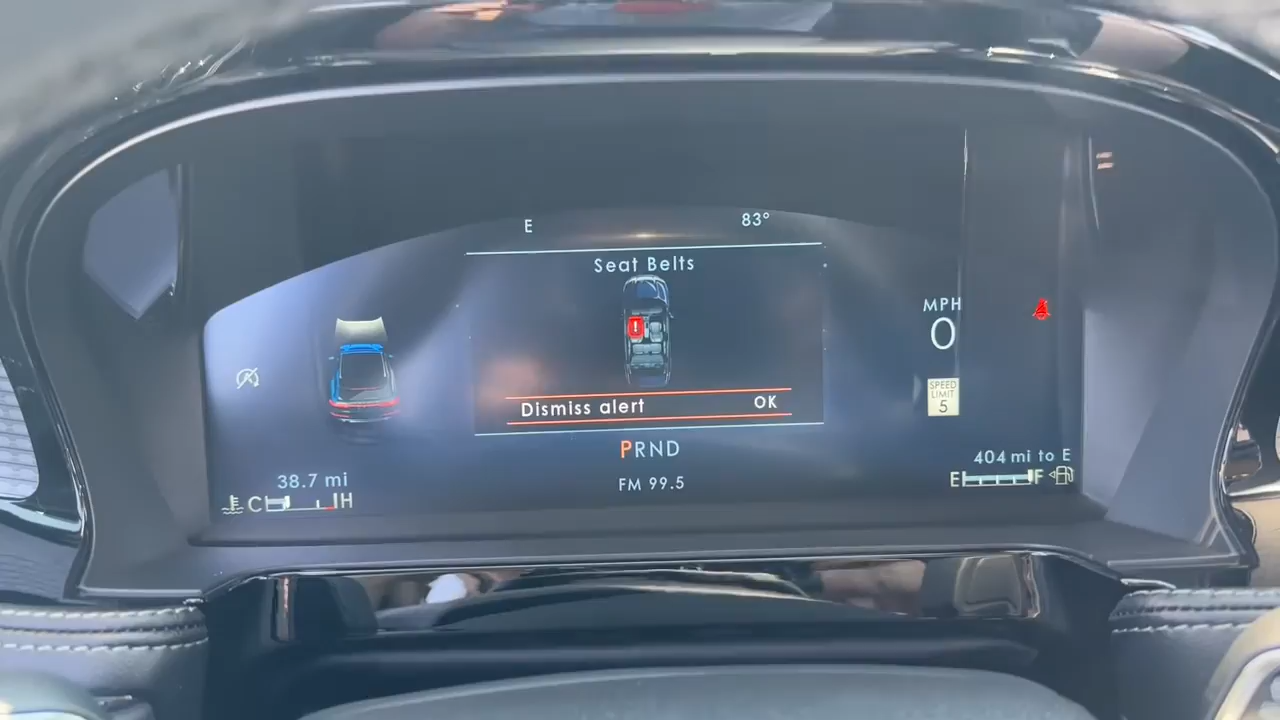 E 83°
Seat Belts
MPH
0
SPEED
LIMIT
5
Dismiss alert OK
PRND
38.7 mi
FM 99.5
404 mi to E
C H
E F